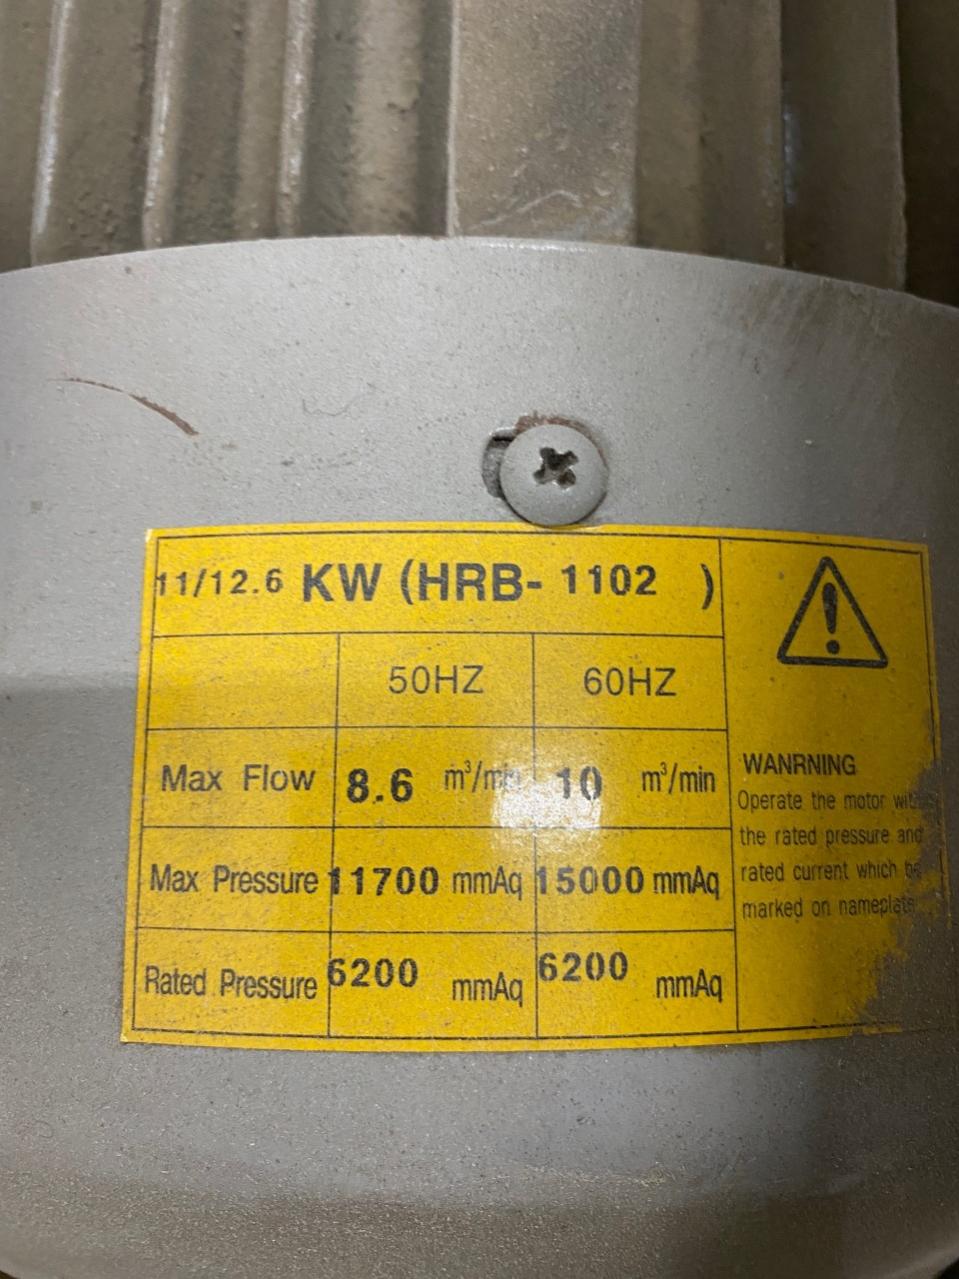 11/12.6 KW (HRB- 1102 )
50HZ 60HZ
Max Flow 8.6 m³/min 10 m³/min
Max Pressure 11700 mmAq 15000 mmAq
Rated Pressure 6200 mmAq 6200 mmAq
WANRNING
Operate the motor
the rated pressure and
rated current which
marked on nameplate